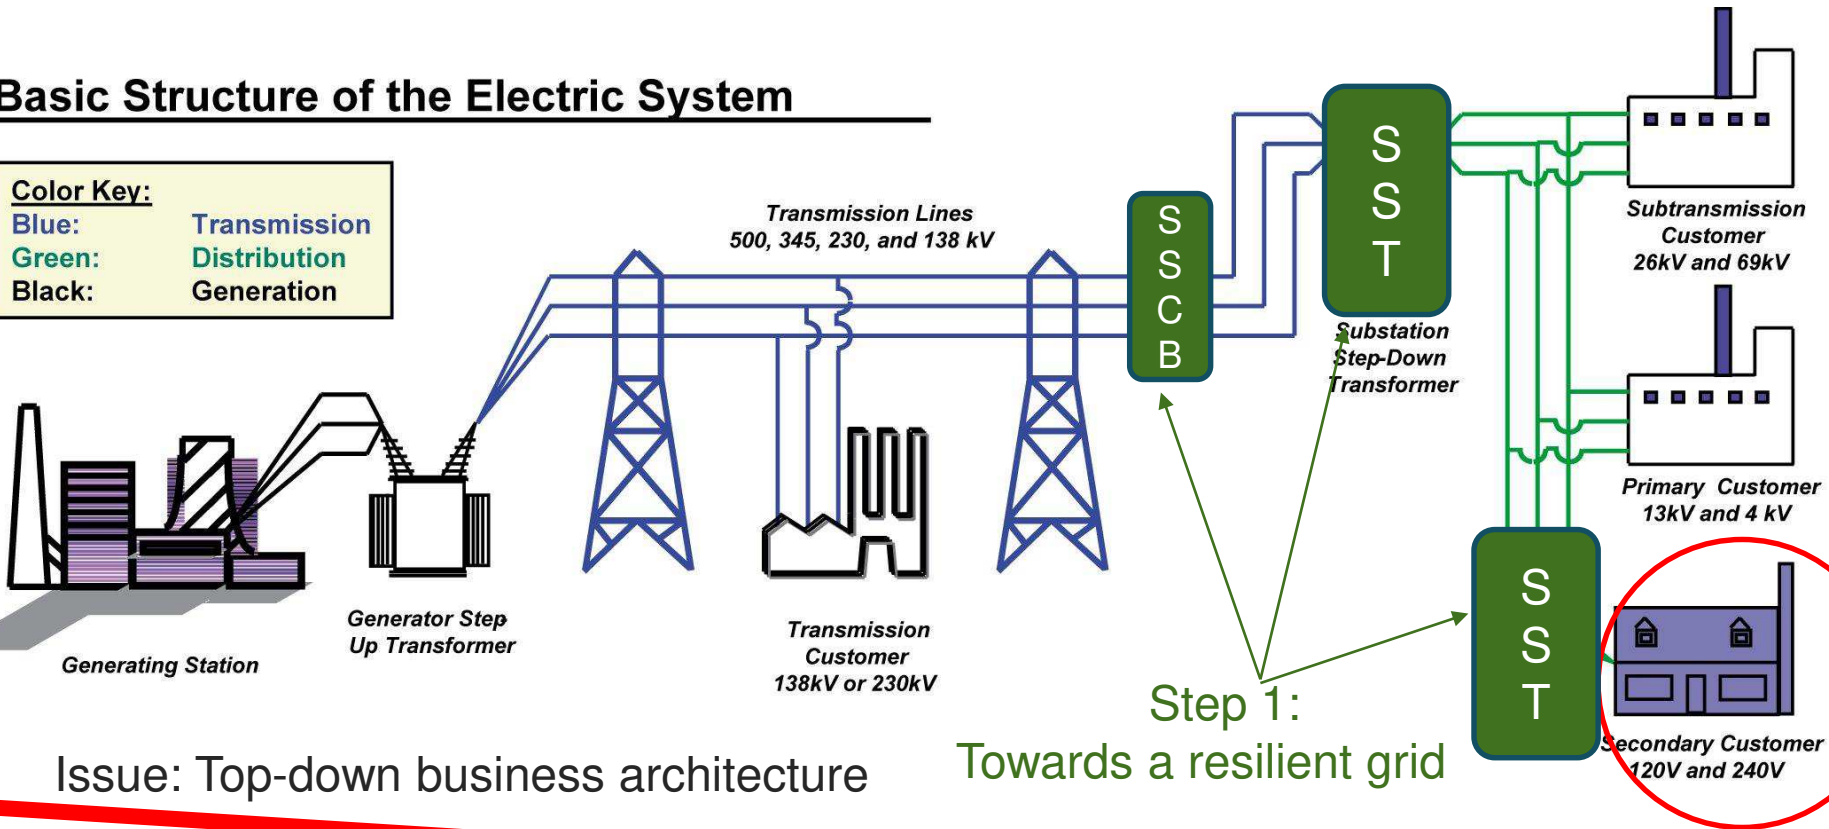 Basic Structure of the Electric System
Color Key:
Blue: Transmission
Green: Distribution
Black: Generation
Transmission Lines
500, 345, 230, and 138 kV
S
S
C
B
S
S
T
Substation
Step-Down
Transformer
Subtransmission
Customer
26kV and 69kV
Primary Customer
13kV and 4 kV
S
S
T
Secondary Customer
120V and 240V
Generating Station
Generator Step
Up Transformer
Transmission
Customer
138kV or 230kV
Step 1:
Towards a resilient grid
Issue: Top-down business architecture